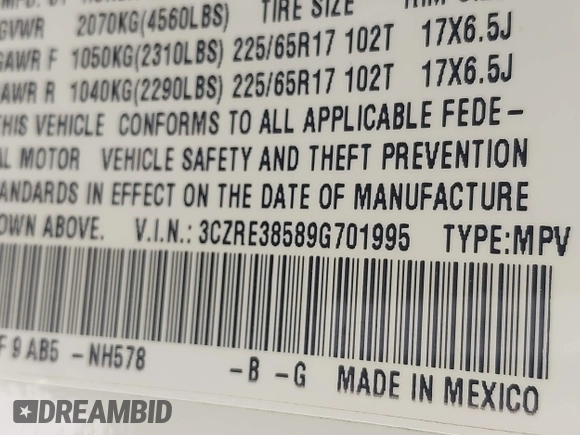 GVWR 2070KG(4560LBS) TIRE SIZE
GAWR F 1050KG(2310LBS) 225/65R17 102T 17X6.5J
GAWR R 1040KG(2290LBS) 225/65R17 102T 17X6.5J
THIS VEHICLE CONFORMS TO ALL APPLICABLE FEDE-
AL MOTOR VEHICLE SAFETY AND THEFT PREVENTION
ANDARDS IN EFFECT ON THE DATE OF MANUFACTURE
OWN ABOVE. V.I.N.: 3CZRE38589G701995 TYPE:MPV
F 9 AB5 -NH578 -B -G MADE IN MEXICO
DREAMBID